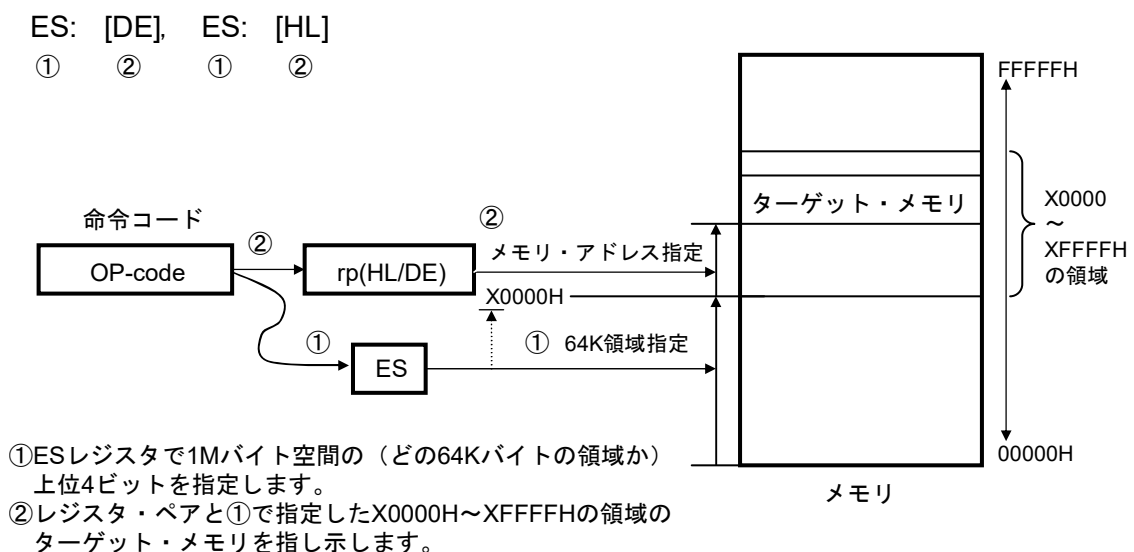 ES: [DE], ES: [HL]
① ② ① ②
FFFFFH
ターゲット・メモリ
X0000
～
XFFFFH
の領域
命令コード
②
②
メモリ・アドレス指定
OP-code
rp(HL/DE)
X0000H
①
① 64K領域指定
ES
00000H
メモリ
①ESレジスタで1Mバイト空間の（どの64Kバイトの領域か）
上位4ビットを指定します。
②レジスタ・ペアと①で指定したX0000H～XFFFFHの領域の
ターゲット・メモリを指し示します。